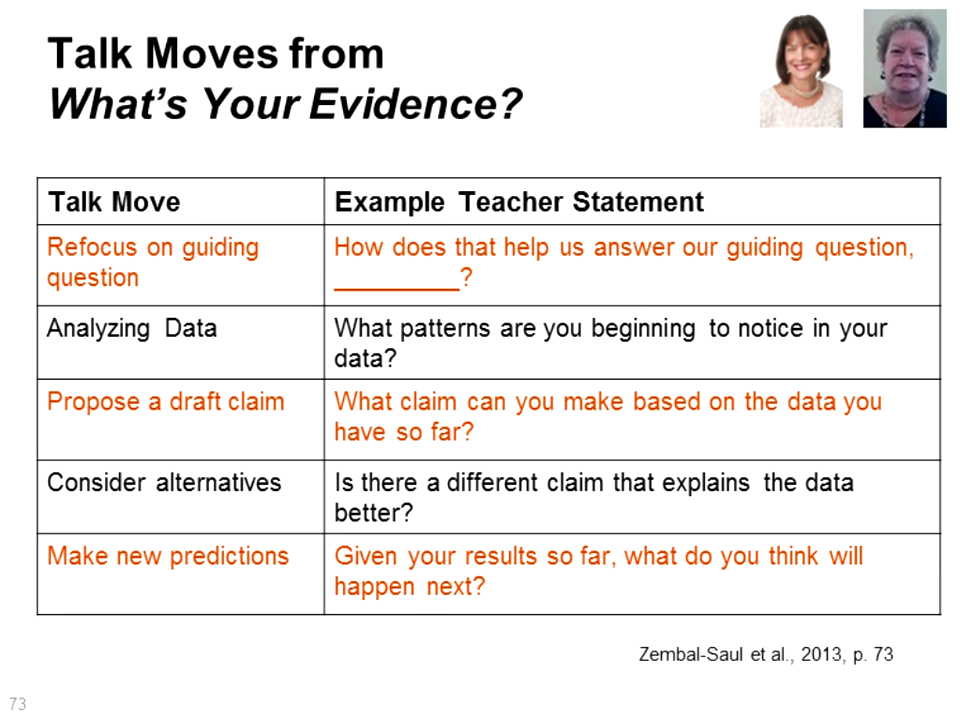 Talk Moves from
What's Your Evidence?
Talk Move
Example Teacher Statement
Refocus on guiding
question
How does that help us answer our guiding question,
_________?
Analyzing Data
What patterns are you beginning to notice in your
data?
Propose a draft claim
What claim can you make based on the data you
have so far?
Consider alternatives
Is there a different claim that explains the data
better?
Make new predictions
Given your results so far, what do you think will
happen next?
Zembal-Saul et al., 2013, p. 73
73